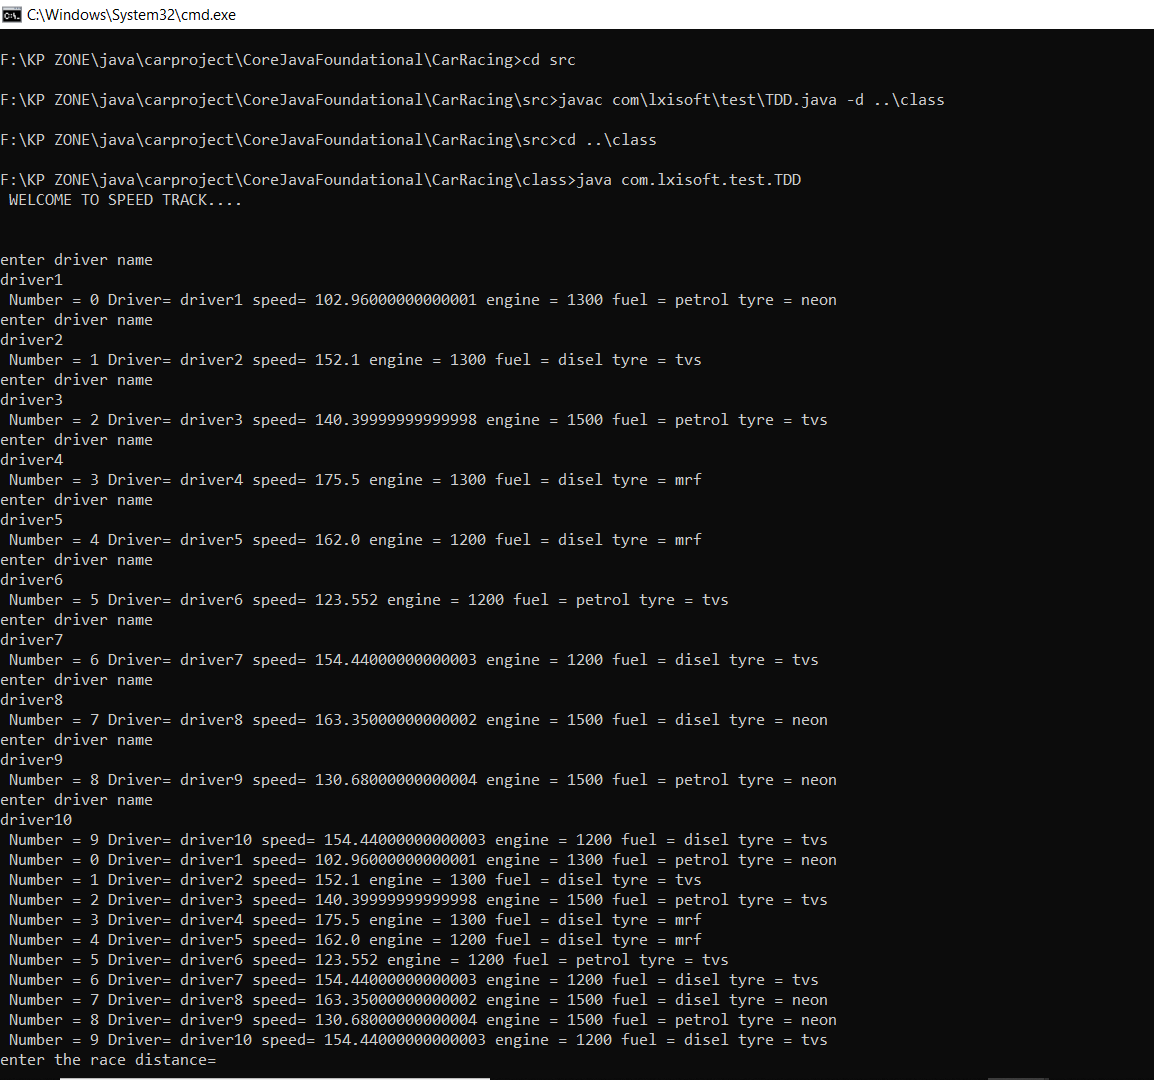 C:\Windows\System32\cmd.exe
F:\KP ZONE\java\carproject\CoreJavaFoundational\CarRacing>cd src
F:\KP ZONE\java\carproject\CoreJavaFoundational\CarRacing\src>javac com\lxisoft\test\TDD.java -d ..\class
F:\KP ZONE\java\carproject\CoreJavaFoundational\CarRacing\src>cd ..\class
F:\KP ZONE\java\carproject\CoreJavaFoundational\CarRacing\class>java com.lxisoft.test.TDD
WELCOME TO SPEED TRACK....
enter driver name
driver1
Number = 0 Driver= driver1 speed= 102.96000000000001 engine = 1300 fuel = petrol tyre = neon
enter driver name
driver2
Number = 1 Driver= driver2 speed= 152.1 engine = 1300 fuel = disel tyre = tvs
enter driver name
driver3
Number = 2 Driver= driver3 speed= 140.39999999999998 engine = 1500 fuel = petrol tyre = tvs
enter driver name
driver4
Number = 3 Driver= driver4 speed= 175.5 engine = 1300 fuel = disel tyre = mrf
enter driver name
driver5
Number = 4 Driver= driver5 speed= 162.0 engine = 1200 fuel = disel tyre = mrf
enter driver name
driver6
Number = 5 Driver= driver6 speed= 123.552 engine = 1200 fuel = petrol tyre = tvs
enter driver name
driver7
Number = 6 Driver= driver7 speed= 154.44000000000003 engine = 1200 fuel = disel tyre = tvs
enter driver name
driver8
Number = 7 Driver= driver8 speed= 163.35000000000002 engine = 1500 fuel = disel tyre = neon
enter driver name
driver9
Number = 8 Driver= driver9 speed= 130.68000000000004 engine = 1500 fuel = petrol tyre = neon
enter driver name
driver10
Number = 9 Driver= driver10 speed= 154.44000000000003 engine = 1200 fuel = disel tyre = tvs
Number = 0 Driver= driver1 speed= 102.96000000000001 engine = 1300 fuel = petrol tyre = neon
Number = 1 Driver= driver2 speed= 152.1 engine = 1300 fuel = disel tyre = tvs
Number = 2 Driver= driver3 speed= 140.39999999999998 engine = 1500 fuel = petrol tyre = tvs
Number = 3 Driver= driver4 speed= 175.5 engine = 1300 fuel = disel tyre = mrf
Number = 4 Driver= driver5 speed= 162.0 engine = 1200 fuel = disel tyre = mrf
Number = 5 Driver= driver6 speed= 123.552 engine = 1200 fuel = petrol tyre = tvs
Number = 6 Driver= driver7 speed= 154.44000000000003 engine = 1200 fuel = disel tyre = tvs
Number = 7 Driver= driver8 speed= 163.35000000000002 engine = 1500 fuel = disel tyre = neon
Number = 8 Driver= driver9 speed= 130.68000000000004 engine = 1500 fuel = petrol tyre = neon
Number = 9 Driver= driver10 speed= 154.44000000000003 engine = 1200 fuel = disel tyre = tvs
enter the race distance=